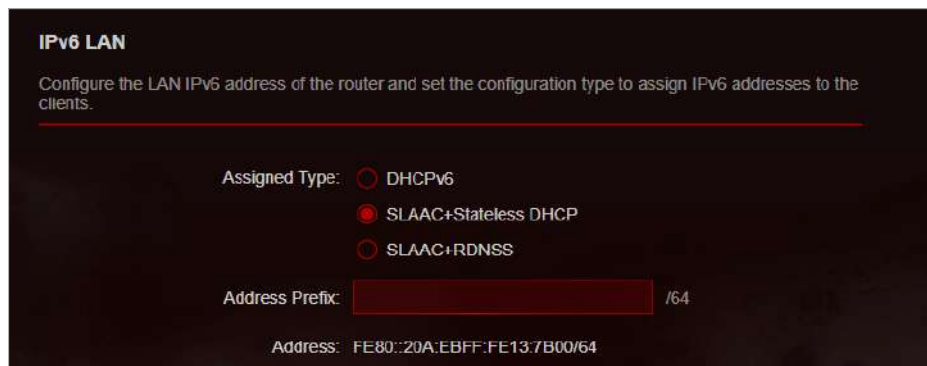 IPv6 LAN
Configure the LAN IPv6 address of the router and set the configuration type to assign IPv6 addresses to the
clients.
Assigned Type: DHCPv6
SLAAC+Stateless DHCP
SLAAC+RDNSS
Address Prefix: /64
Address: FE80::20A:EBFF:FE13:7B00/64